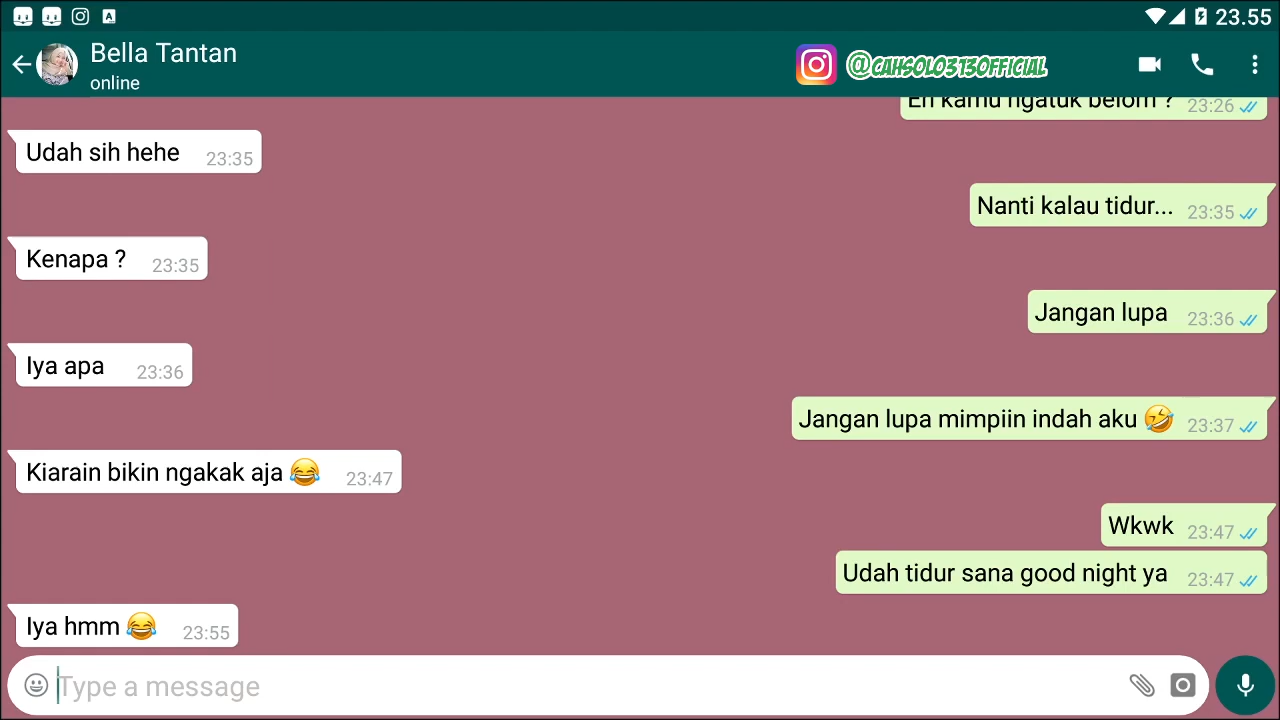 23.55
Bella Tantan
online
@CAHSOLO313OFFICIAL
Eh kamu ngatuk belom ? 23:26
Udah sih hehe 23:35
Nanti kalau tidur... 23:35
Kenapa ? 23:35
Jangan lupa 23:36
Iya apa 23:36
Jangan lupa mimpiin indah aku 🤣 23:37
Kiarain bikin ngakak aja 😂 23:47
Wkwk 23:47
Udah tidur sana good night ya 23:47
Iya hmm 😂 23:55
Type a message